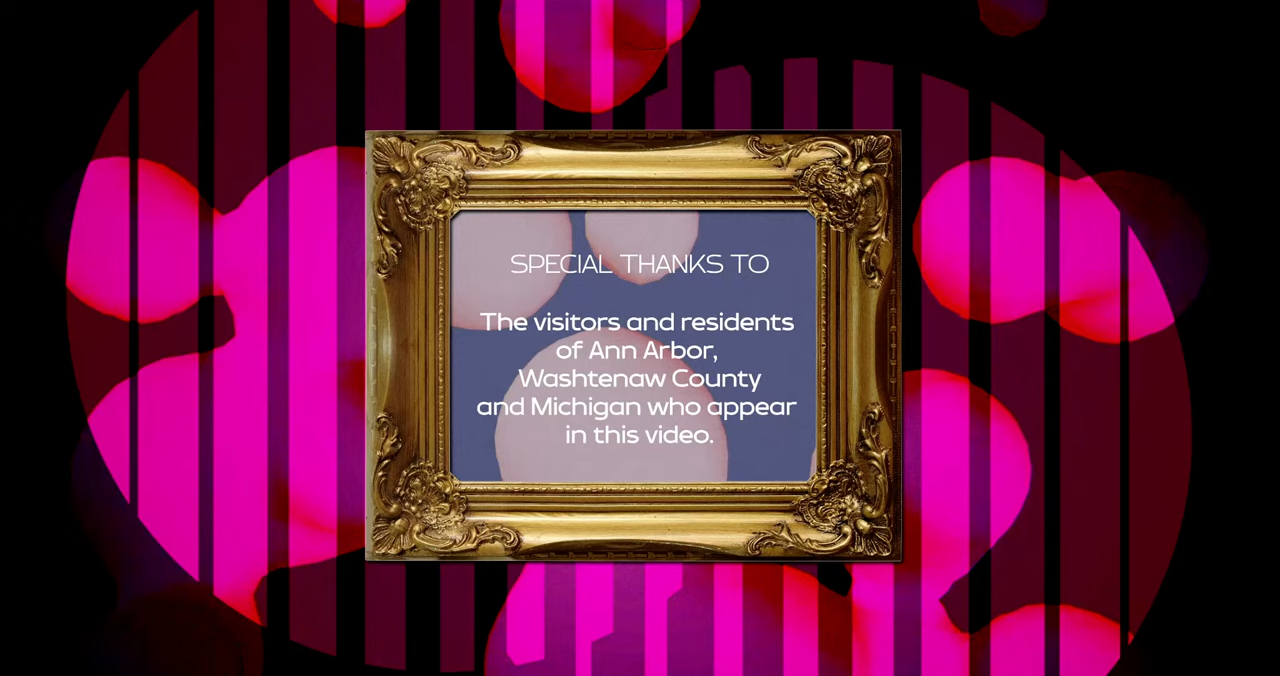 SPECIAL THANKS TO
The visitors and residents
of Ann Arbor,
Washtenaw County
and Michigan who appear
in this video.